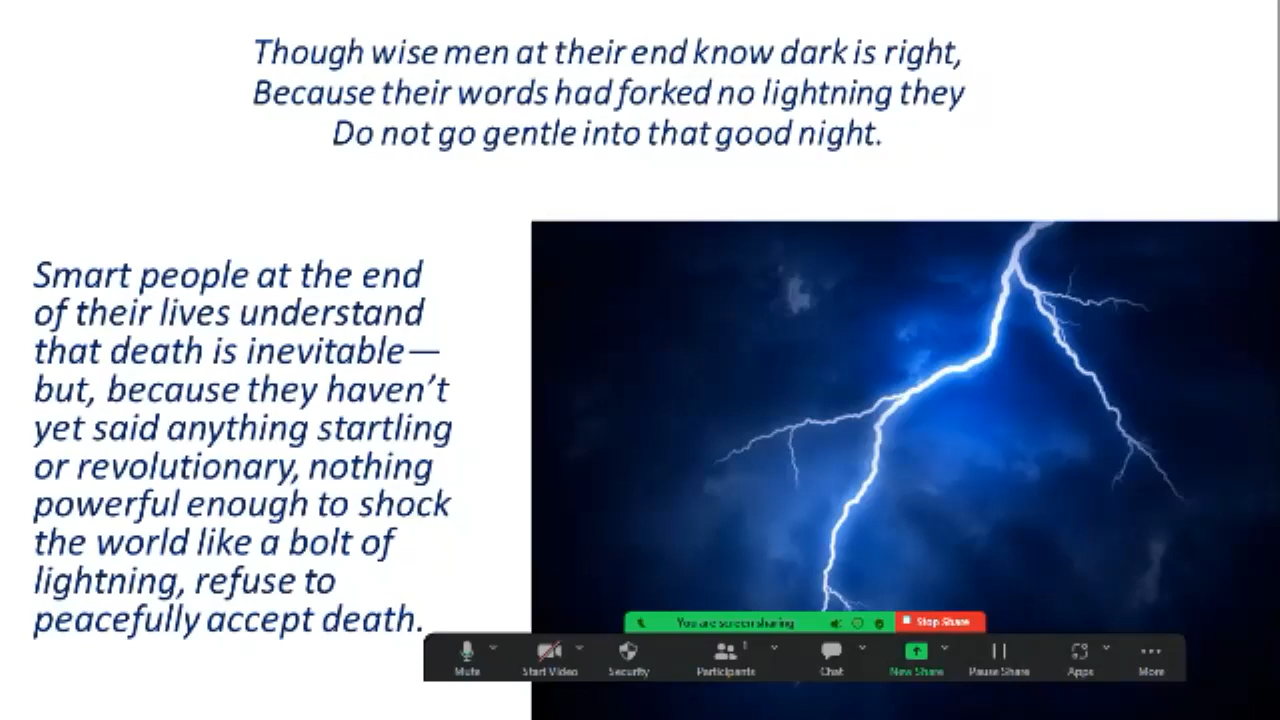 Though wise men at their end know dark is right,
Because their words had forked no lightning they
Do not go gentle into that good night.
Smart people at the end
of their lives understand
that death is inevitable—
but, because they haven't
yet said anything startling
or revolutionary, nothing
powerful enough to shock
the world like a bolt of
lightning, refuse to
peacefully accept death.
You are screen sharing
Stop Share
Mute
Start Video
Security
Participants
1
Chat
New Share
Pause Share
Apps
More